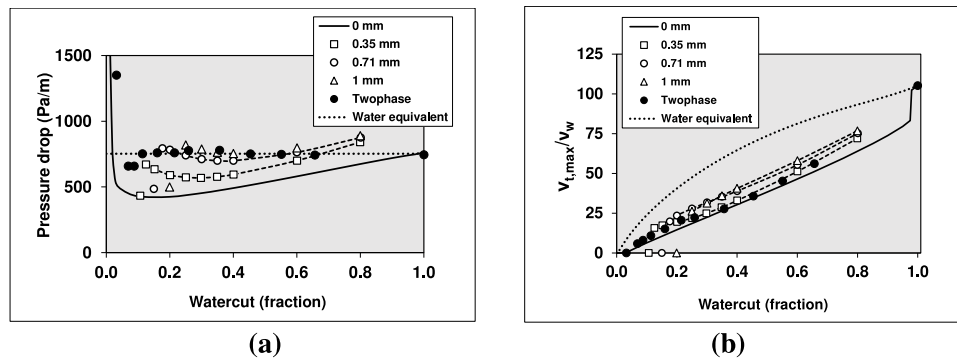 0 mm
0.35 mm
0.71 mm
1 mm
Twophase
Water equivalent
1500
1000
500
0
0.0 0.2 0.4 0.6 0.8 1.0
Pressure drop (Pa/m)
Watercut (fraction)
(a)
0 mm
0.35 mm
0.71 mm
1 mm
Twophase
Water equivalent
125
100
75
50
25
0
0.0 0.2 0.4 0.6 0.8 1.0
vt,max/vw
Watercut (fraction)
(b)